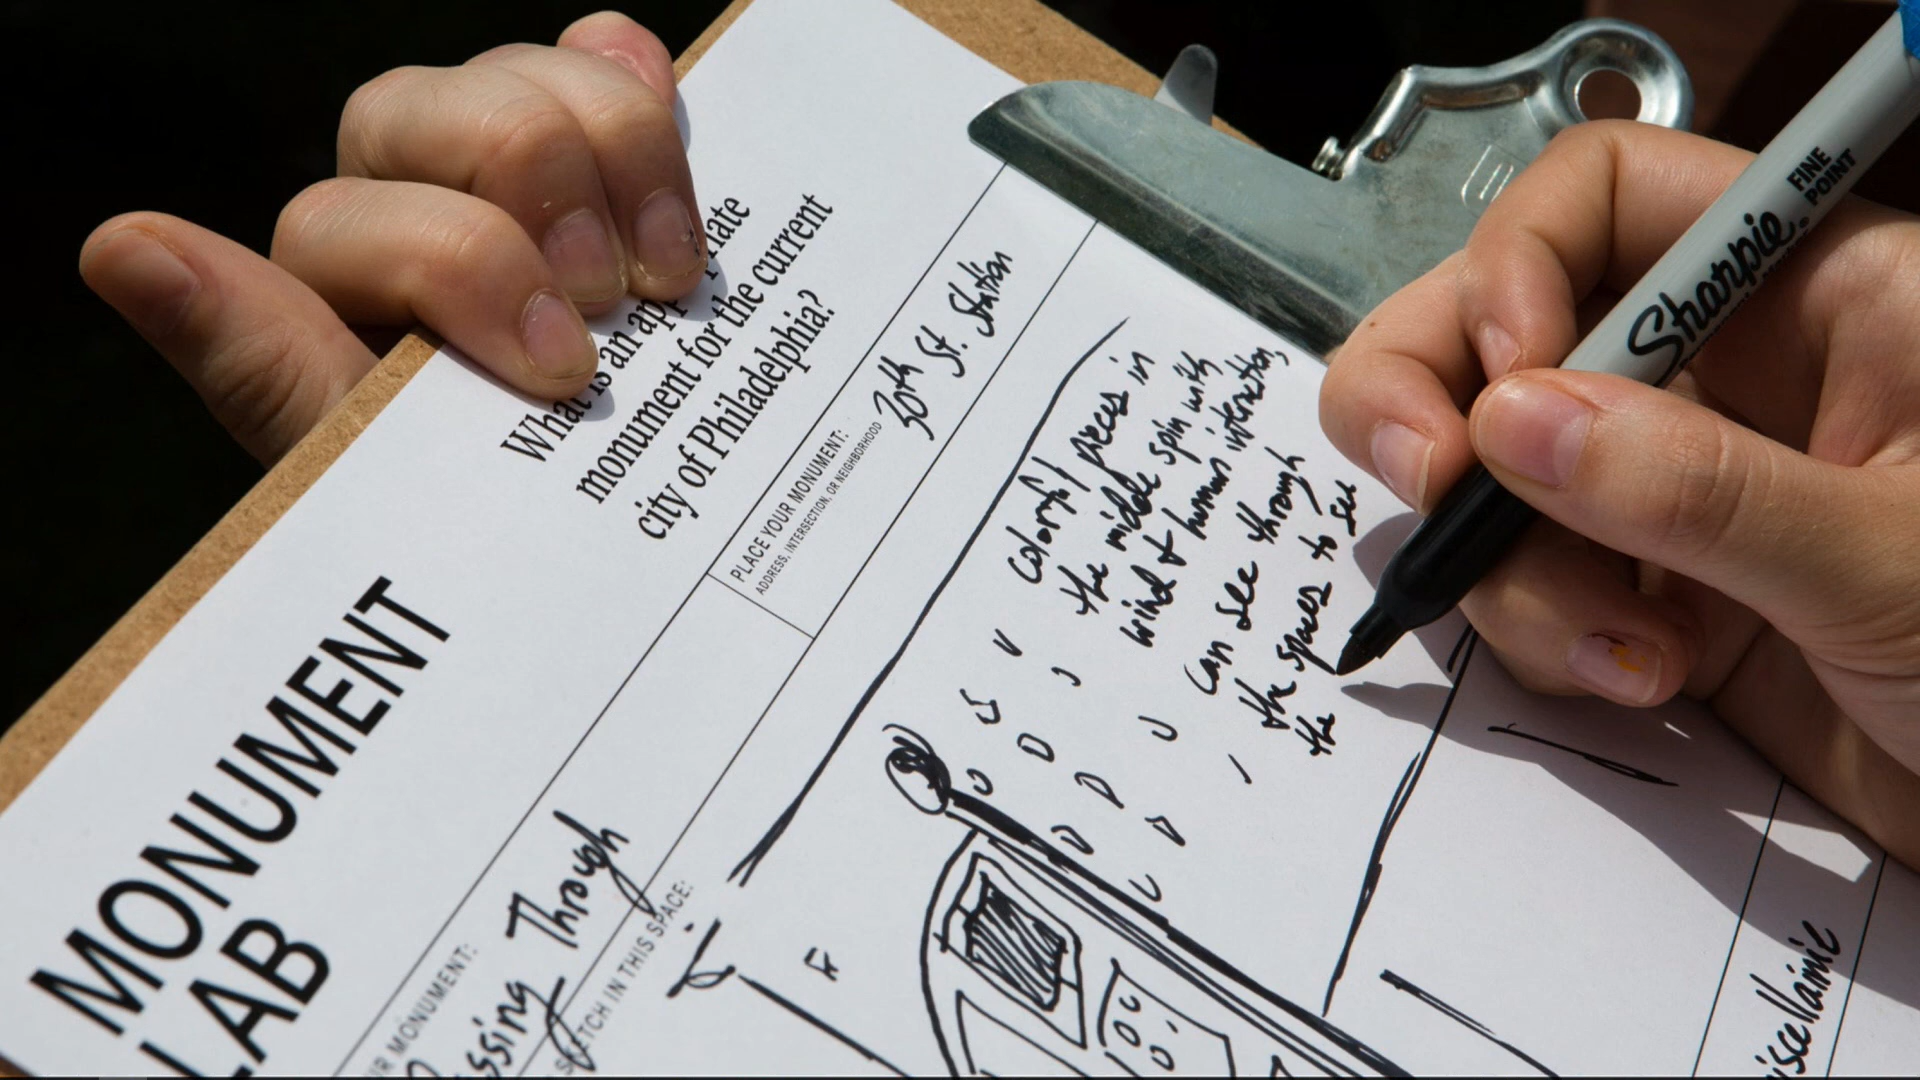 MONUMENT
LAB
What is an appropriate
monument for the current
city of Philadelphia?
PLACE YOUR MONUMENT:
ADDRESS, INTERSECTION, OR NEIGHBORHOOD
30th St. Station
MONUMENT:
Through
SKETCH IN THIS SPACE:
colorful pieces in
the middle spin with
wind & human interaction,
can see through
the spaces to see
the
Sharpie
FINE
POINT